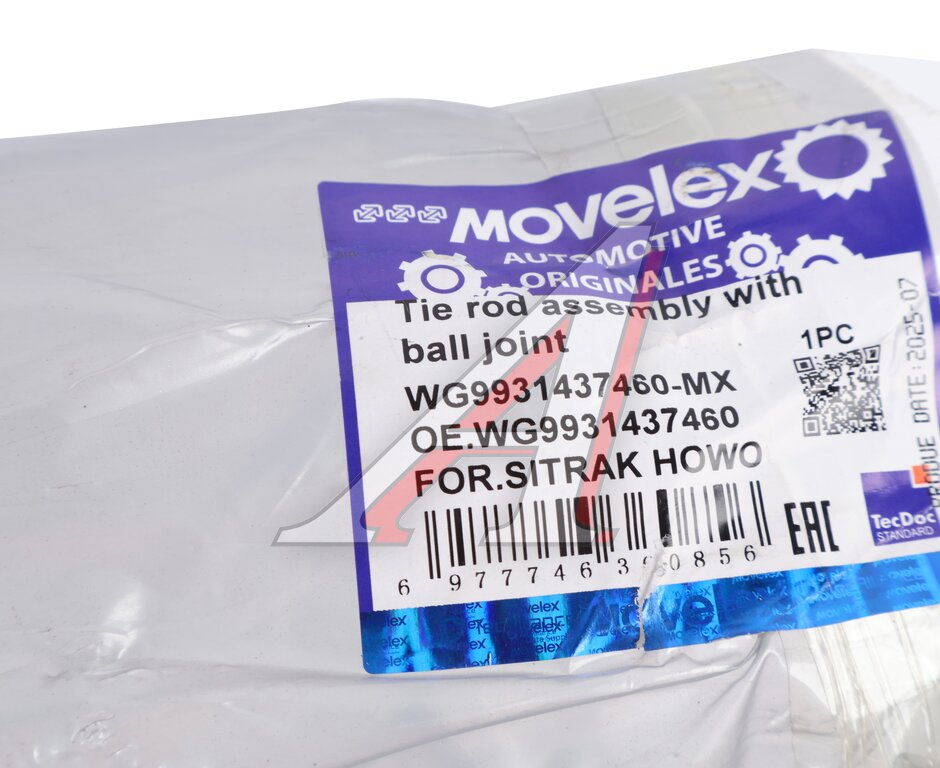 MOVELEX
AUTOMOTIVE
ORIGINALES
Tie rod assembly with
ball joint
WG9931437460-MX
OE.WG9931437460
FOR.SITRAK HOWO
1PC
PRODUE DATE:2025-07
EAC
TecDoc
STANDARD